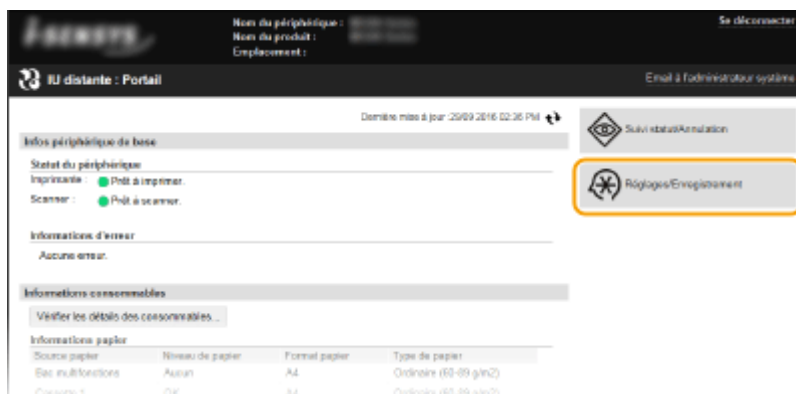 i-SENSYS
Nom du périphérique :
Nom du produit :
Emplacement :
Se déconnecter
IU distante : Portail
Email à l'administrateur système
Dernière mise à jour :29/09 2016 02:36 PM
Suivi statut/Annulation
Réglages/Enregistrement
Infos périphérique de base
Statut du périphérique
Imprimante : Prêt à imprimer.
Scanner : Prêt à scanner.
Informations d'erreur
Aucune erreur.
Informations consommables
Vérifier les détails des consommables...
Informations papier
Source papier Niveau de papier Format papier Type de papier
Bac multifonctions Aucun A4 Ordinaire (60-89 g/m2)
Cassette 1 OK A4 Ordinaire (60-89 g/m2)